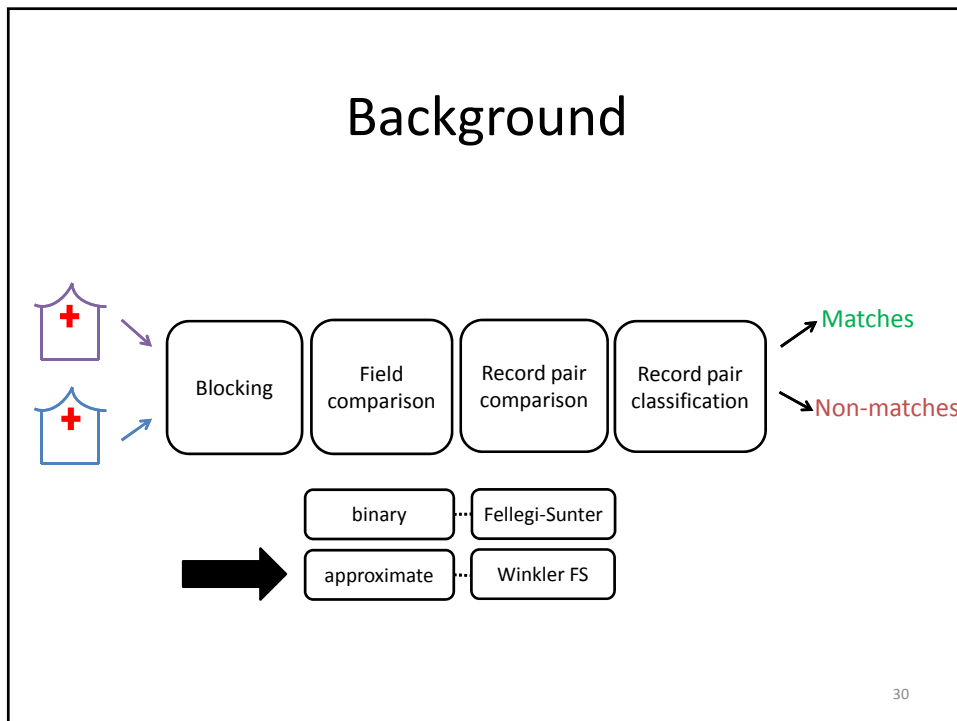 Background
Blocking
Field
comparison
Record pair
comparison
Record pair
classification
Matches
Non-matches
binary
Fellegi-Sunter
approximate
Winkler FS
30